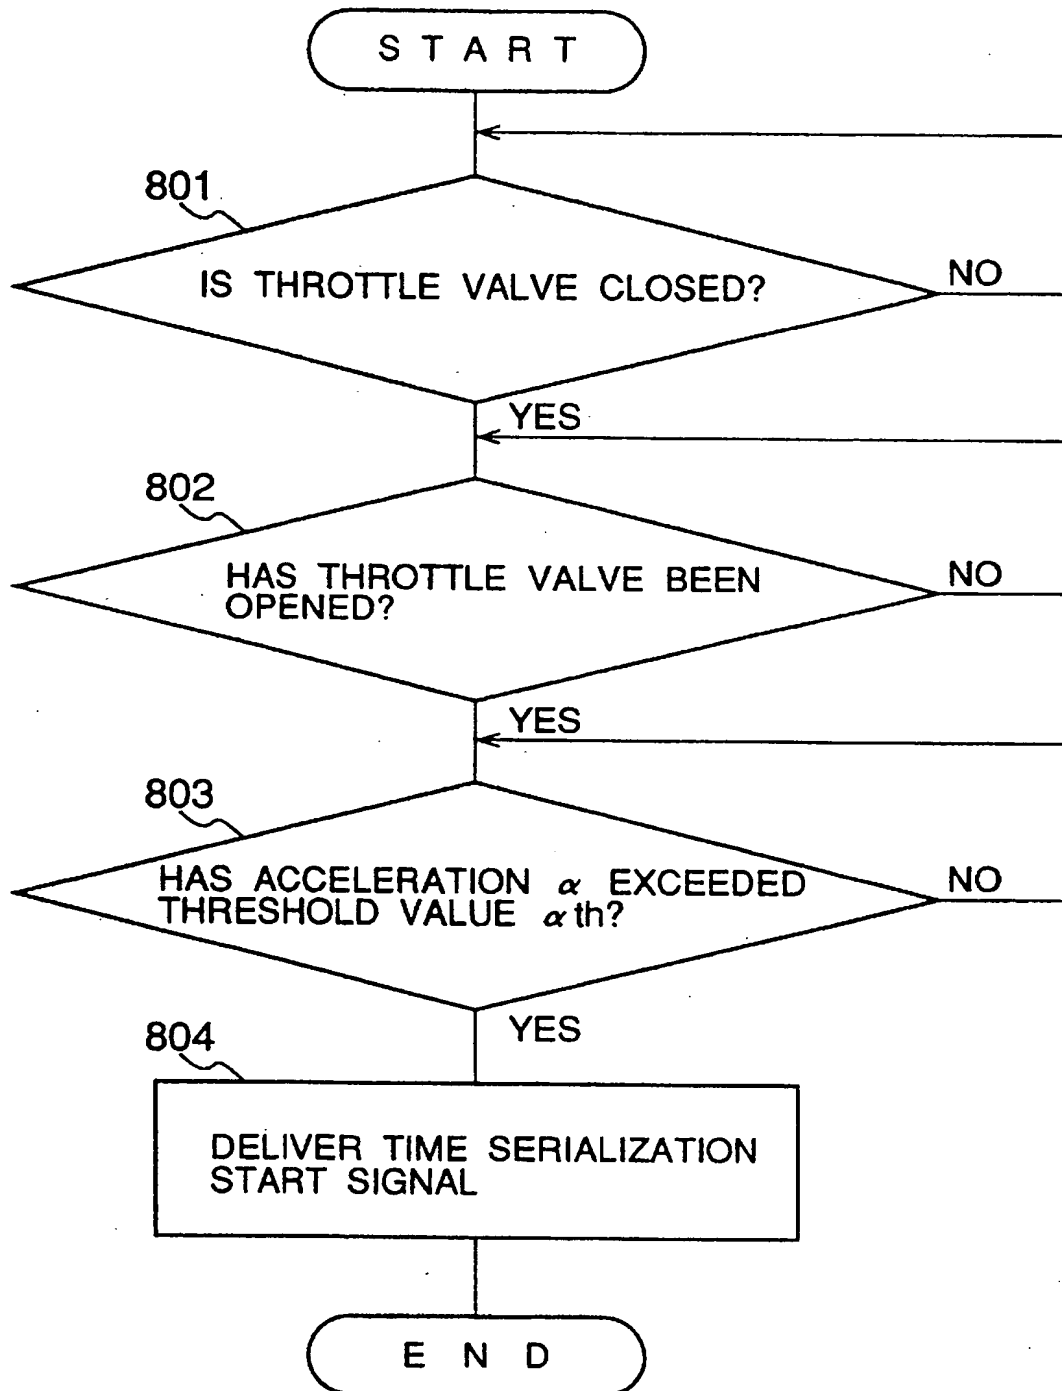 START
801
IS THROTTLE VALVE CLOSED?
NO
YES
802
HAS THROTTLE VALVE BEEN
OPENED?
NO
YES
803
HAS ACCELERATION α EXCEEDED
THRESHOLD VALUE αth?
NO
YES
804
DELIVER TIME SERIALIZATION
START SIGNAL
END